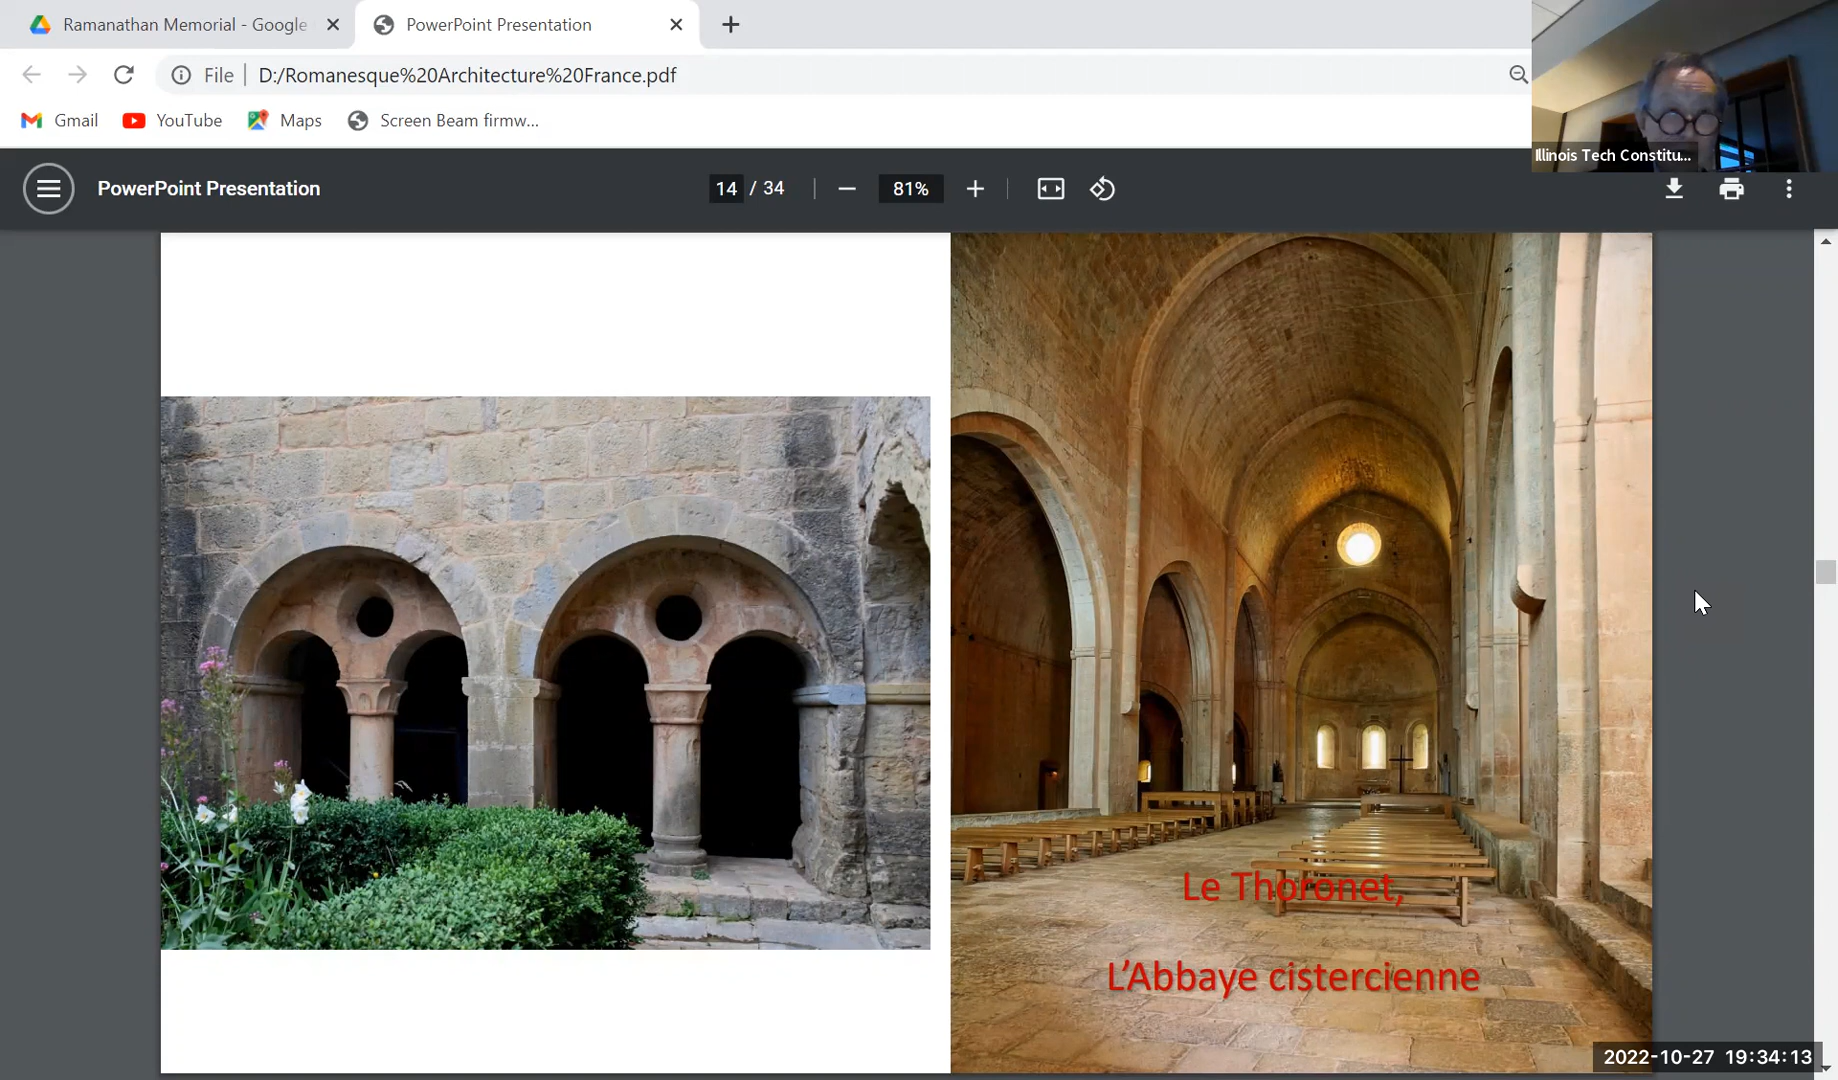 Ramanathan Memorial - Google
PowerPoint Presentation
File
D:/Romanesque%20Architecture%20France.pdf
Gmail
YouTube
Maps
Screen Beam firmw...
Illinois Tech Constitu...
PowerPoint Presentation
14 / 34
81%
Le Thoronet,
L’Abbaye cistercienne
2022-10-27 19:34:13